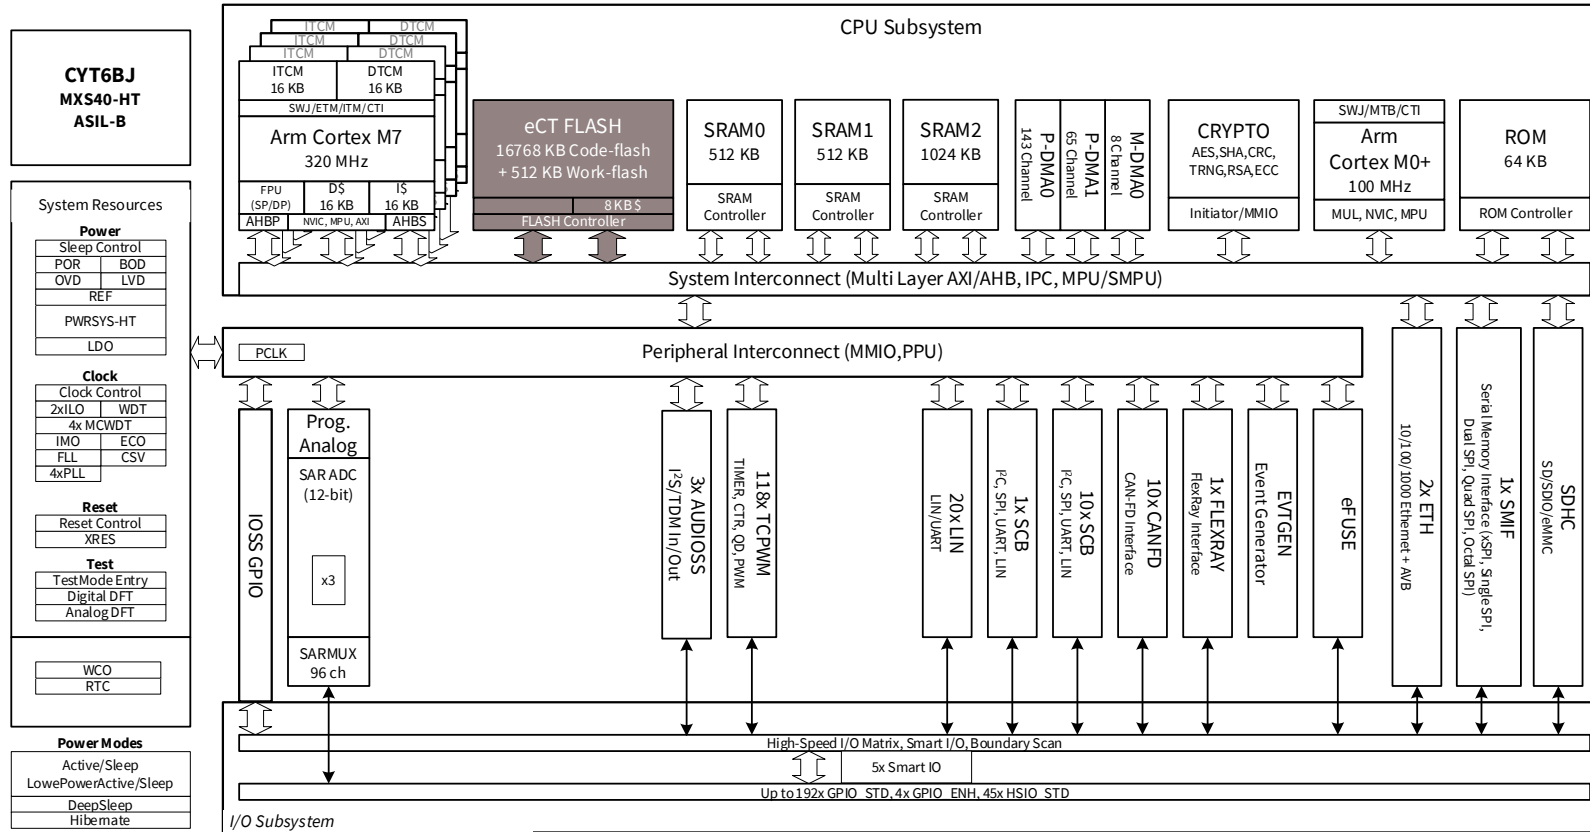 CYT6BJ
MXS40-HT
ASIL-B
System Resources
Power
Sleep Control
POR
BOD
OVD
LVD
REF
PWRSYS-HT
LDO
Clock
Clock Control
2xILO
WDT
4x MCWDT
IMO
ECO
FLL
CSV
4xPLL
Reset
Reset Control
XRES
Test
TestMode Entry
Digital DFT
Analog DFT
WCO
RTC
Power Modes
Active/Sleep
LowePowerActive/Sleep
DeepSleep
Hibernate
CPU Subsystem
ITCM
DTCM
ITCM
DTCM
ITCM
DTCM
ITCM
16 KB
DTCM
16 KB
SWJ/ETM/ITM/CTI
Arm Cortex M7
320 MHz
FPU
(SP/DP)
D$
16 KB
I$
16 KB
AHBP
NVIC, MPU, AXI
AHBS
eCT FLASH
16768 KB Code-flash
+ 512 KB Work-flash
8 KB $
FLASH Controller
SRAM0
512 KB
SRAM
Controller
SRAM1
512 KB
SRAM
Controller
SRAM2
1024 KB
SRAM
Controller
P-DMA0
143 Channel
P-DMA1
65 Channel
M-DMA0
8 Channel
CRYPTO
AES,SHA,CRC,
TRNG,RSA,ECC
Initiator/MMIO
SWJ/MTB/CTI
Arm
Cortex M0+
100 MHz
MUL, NVIC, MPU
ROM
64 KB
ROM Controller
System Interconnect (Multi Layer AXI/AHB, IPC, MPU/SMPU)
PCLK
Peripheral Interconnect (MMIO,PPU)
IOSS GPIO
Prog.
Analog
SAR ADC
(12-bit)
x3
SARMUX
96 ch
3x AUDIOSS
I²S/TDM In/Out
118x TCPWM
TIMER, CTR, QD, PWM
20x LIN
LIN/UART
1x SCB
I²C, SPI, UART, LIN
10x SCB
I²C, SPI, UART, LIN
10x CANFD
CAN-FD Interface
1x FLEXRAY
FlexRay Interface
EVTGEN
Event Generator
eFUSE
2x ETH
10/100/1000 Ethernet + AVB
1x SMIF
Serial Memory Interface (xSPI, Single SPI,
Dual SPI, Quad SPI, Octal SPI)
SDHC
SD/SDIO/eMMC
High-Speed I/O Matrix, Smart I/O, Boundary Scan
5x Smart IO
Up to 192x GPIO_STD, 4x GPIO_ENH, 45x HSIO_STD
I/O Subsystem